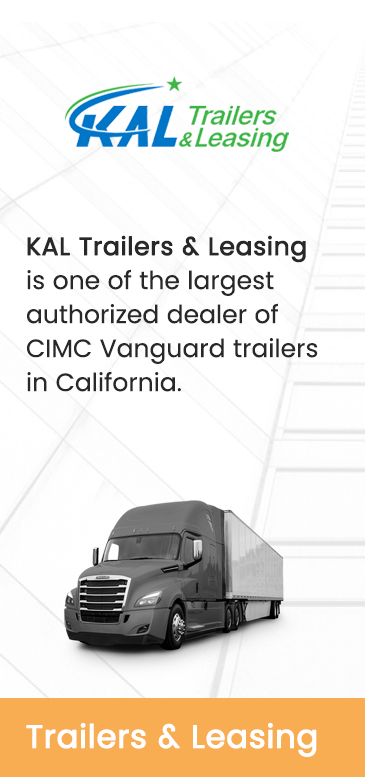 KAL Trailers
& Leasing
KAL Trailers & Leasing
is one of the largest
authorized dealer of
CIMC Vanguard trailers
in California.
Trailers & Leasing